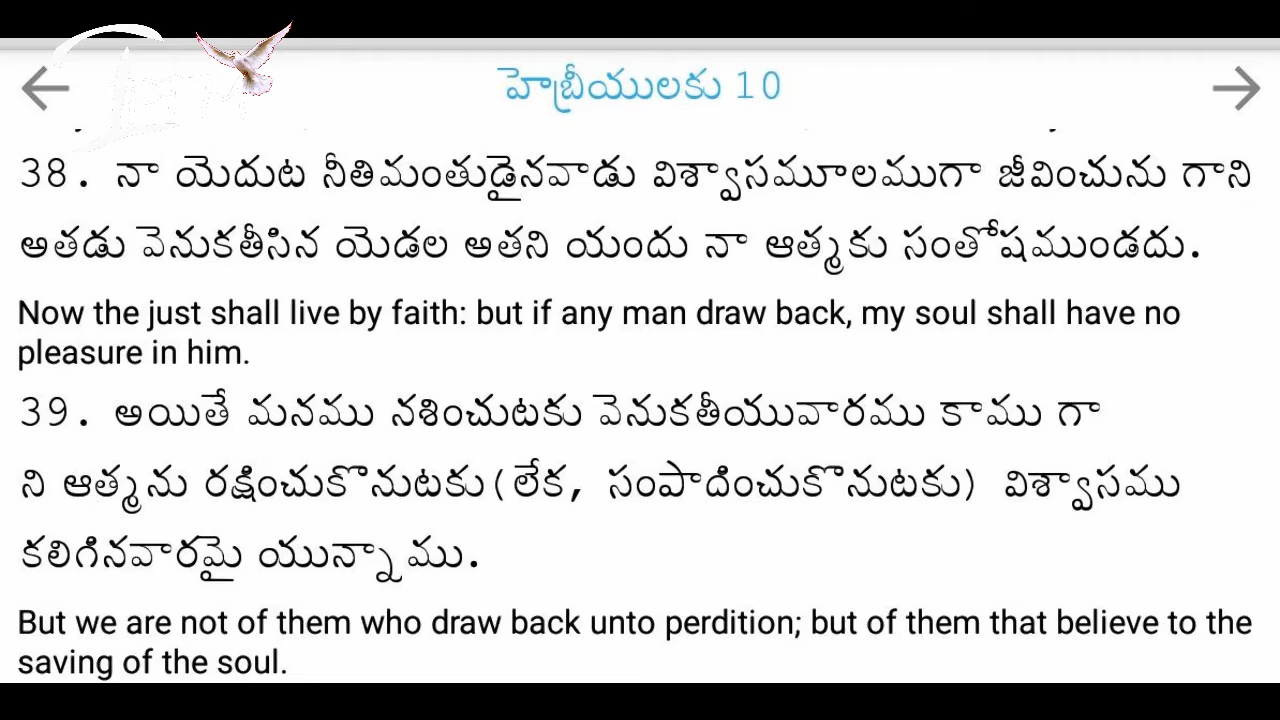 హెబ్రీయులకు 10
38. నా యెదుట నీతిమంతుడైనవాడు విశ్వాసమూలముగా జీవించును గాని
అతడు వెనుకతీసిన యెడల అతని యందు నా ఆత్మకు సంతోషముండదు.
Now the just shall live by faith: but if any man draw back, my soul shall have no
pleasure in him.
39. అయితే మనము నశించుటకు వెనుకతీయువారము కాము గా
ని ఆత్మను రక్షించుకొనుటకు(లేక, సంపాదించుకొనుటకు) విశ్వాసము
కలిగినవారమై యున్నాము.
But we are not of them who draw back unto perdition; but of them that believe to the
saving of the soul.